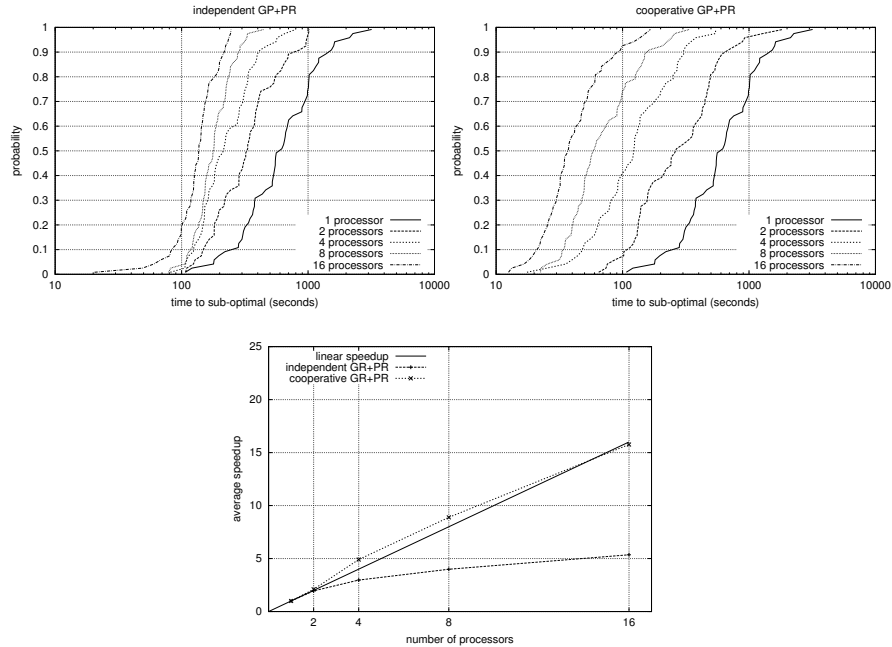 independent GP+PR
1
0.9
0.8
0.7
0.6
0.5
0.4
0.3
0.2
0.1
0
probability
1 processor
2 processors
4 processors
8 processors
16 processors
10 100 1000 10000
time to sub-optimal (seconds)
cooperative GP+PR
1
0.9
0.8
0.7
0.6
0.5
0.4
0.3
0.2
0.1
0
probability
1 processor
2 processors
4 processors
8 processors
16 processors
10 100 1000 10000
time to sub-optimal (seconds)
25
20
15
10
5
0
average speedup
linear speedup
independent GR+PR
cooperative GR+PR
2 4 8 16
number of processors